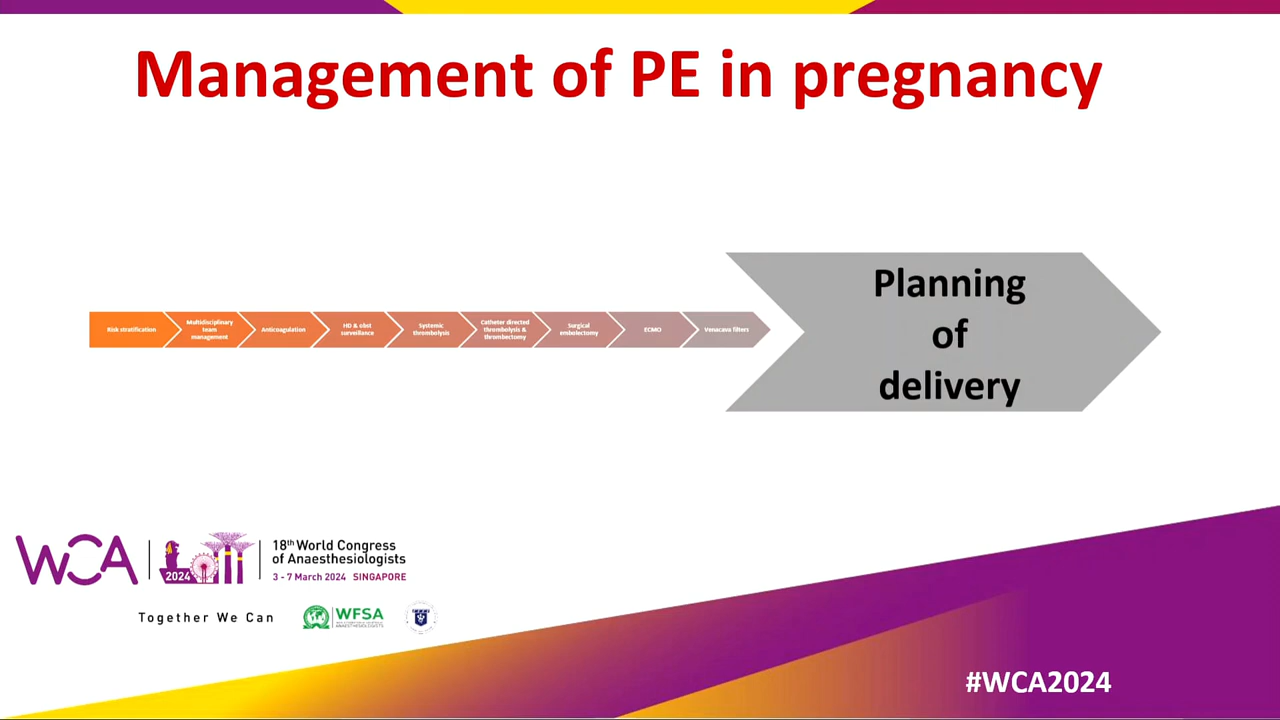 Management of PE in pregnancy
Risk stratification
Multidisciplinary
team
management
Anticoagulation
HD & obst
surveillance
Systemic
thrombolysis
Catheter directed
thrombolysis &
thrombectomy
Surgical
embolectomy
ECMO
Venacava filters
Planning
of
delivery
WCA
2024
18th World Congress
of Anaesthesiologists
3 - 7 March 2024 SINGAPORE
Together We Can
WFSA
#WCA2024